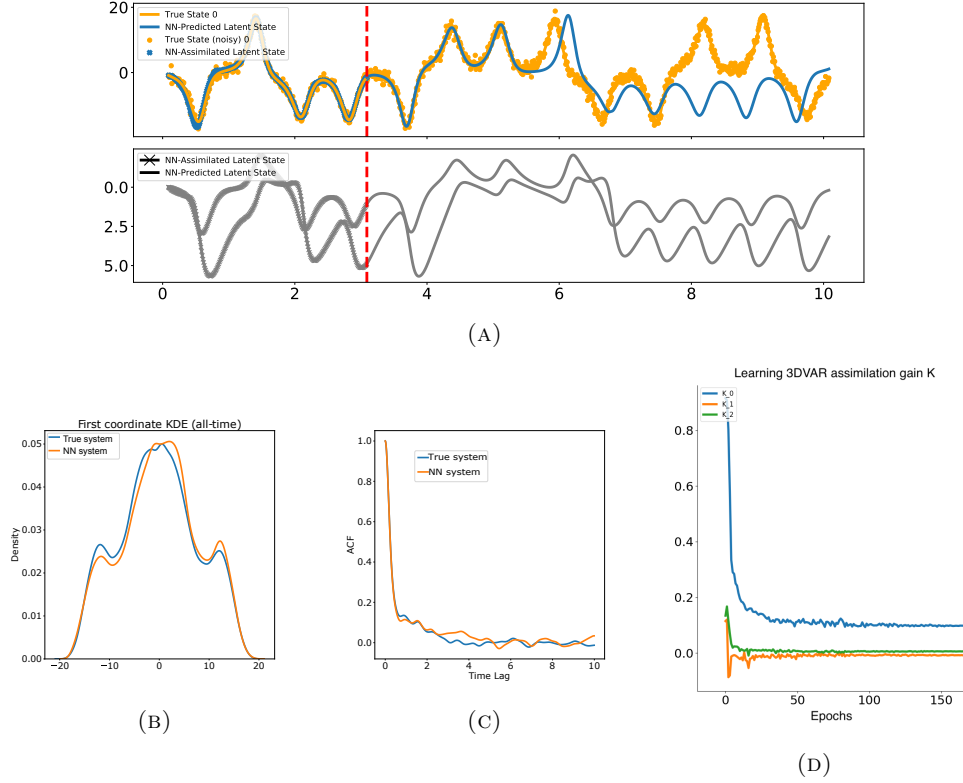 20
0
True State 0
NN-Predicted Latent State
True State (noisy) 0
NN-Assimilated Latent State
0.0
2.5
5.0
NN-Assimilated Latent State
NN-Predicted Latent State
0 2 4 6 8 10
(A)
First coordinate KDE (all-time)
True system
NN system
0.05
0.04
0.03
0.02
0.01
0.00
Density
−20 −10 0 10 20
(B)
True system
NN system
1.0
0.8
0.6
0.4
0.2
0.0
ACF
0 2 4 6 8 10
Time Lag
(C)
Learning 3DVAR assimilation gain K
K_0
K_1
K_2
0.8
0.6
0.4
0.2
0.0
0 50 100 150
Epochs
(D)